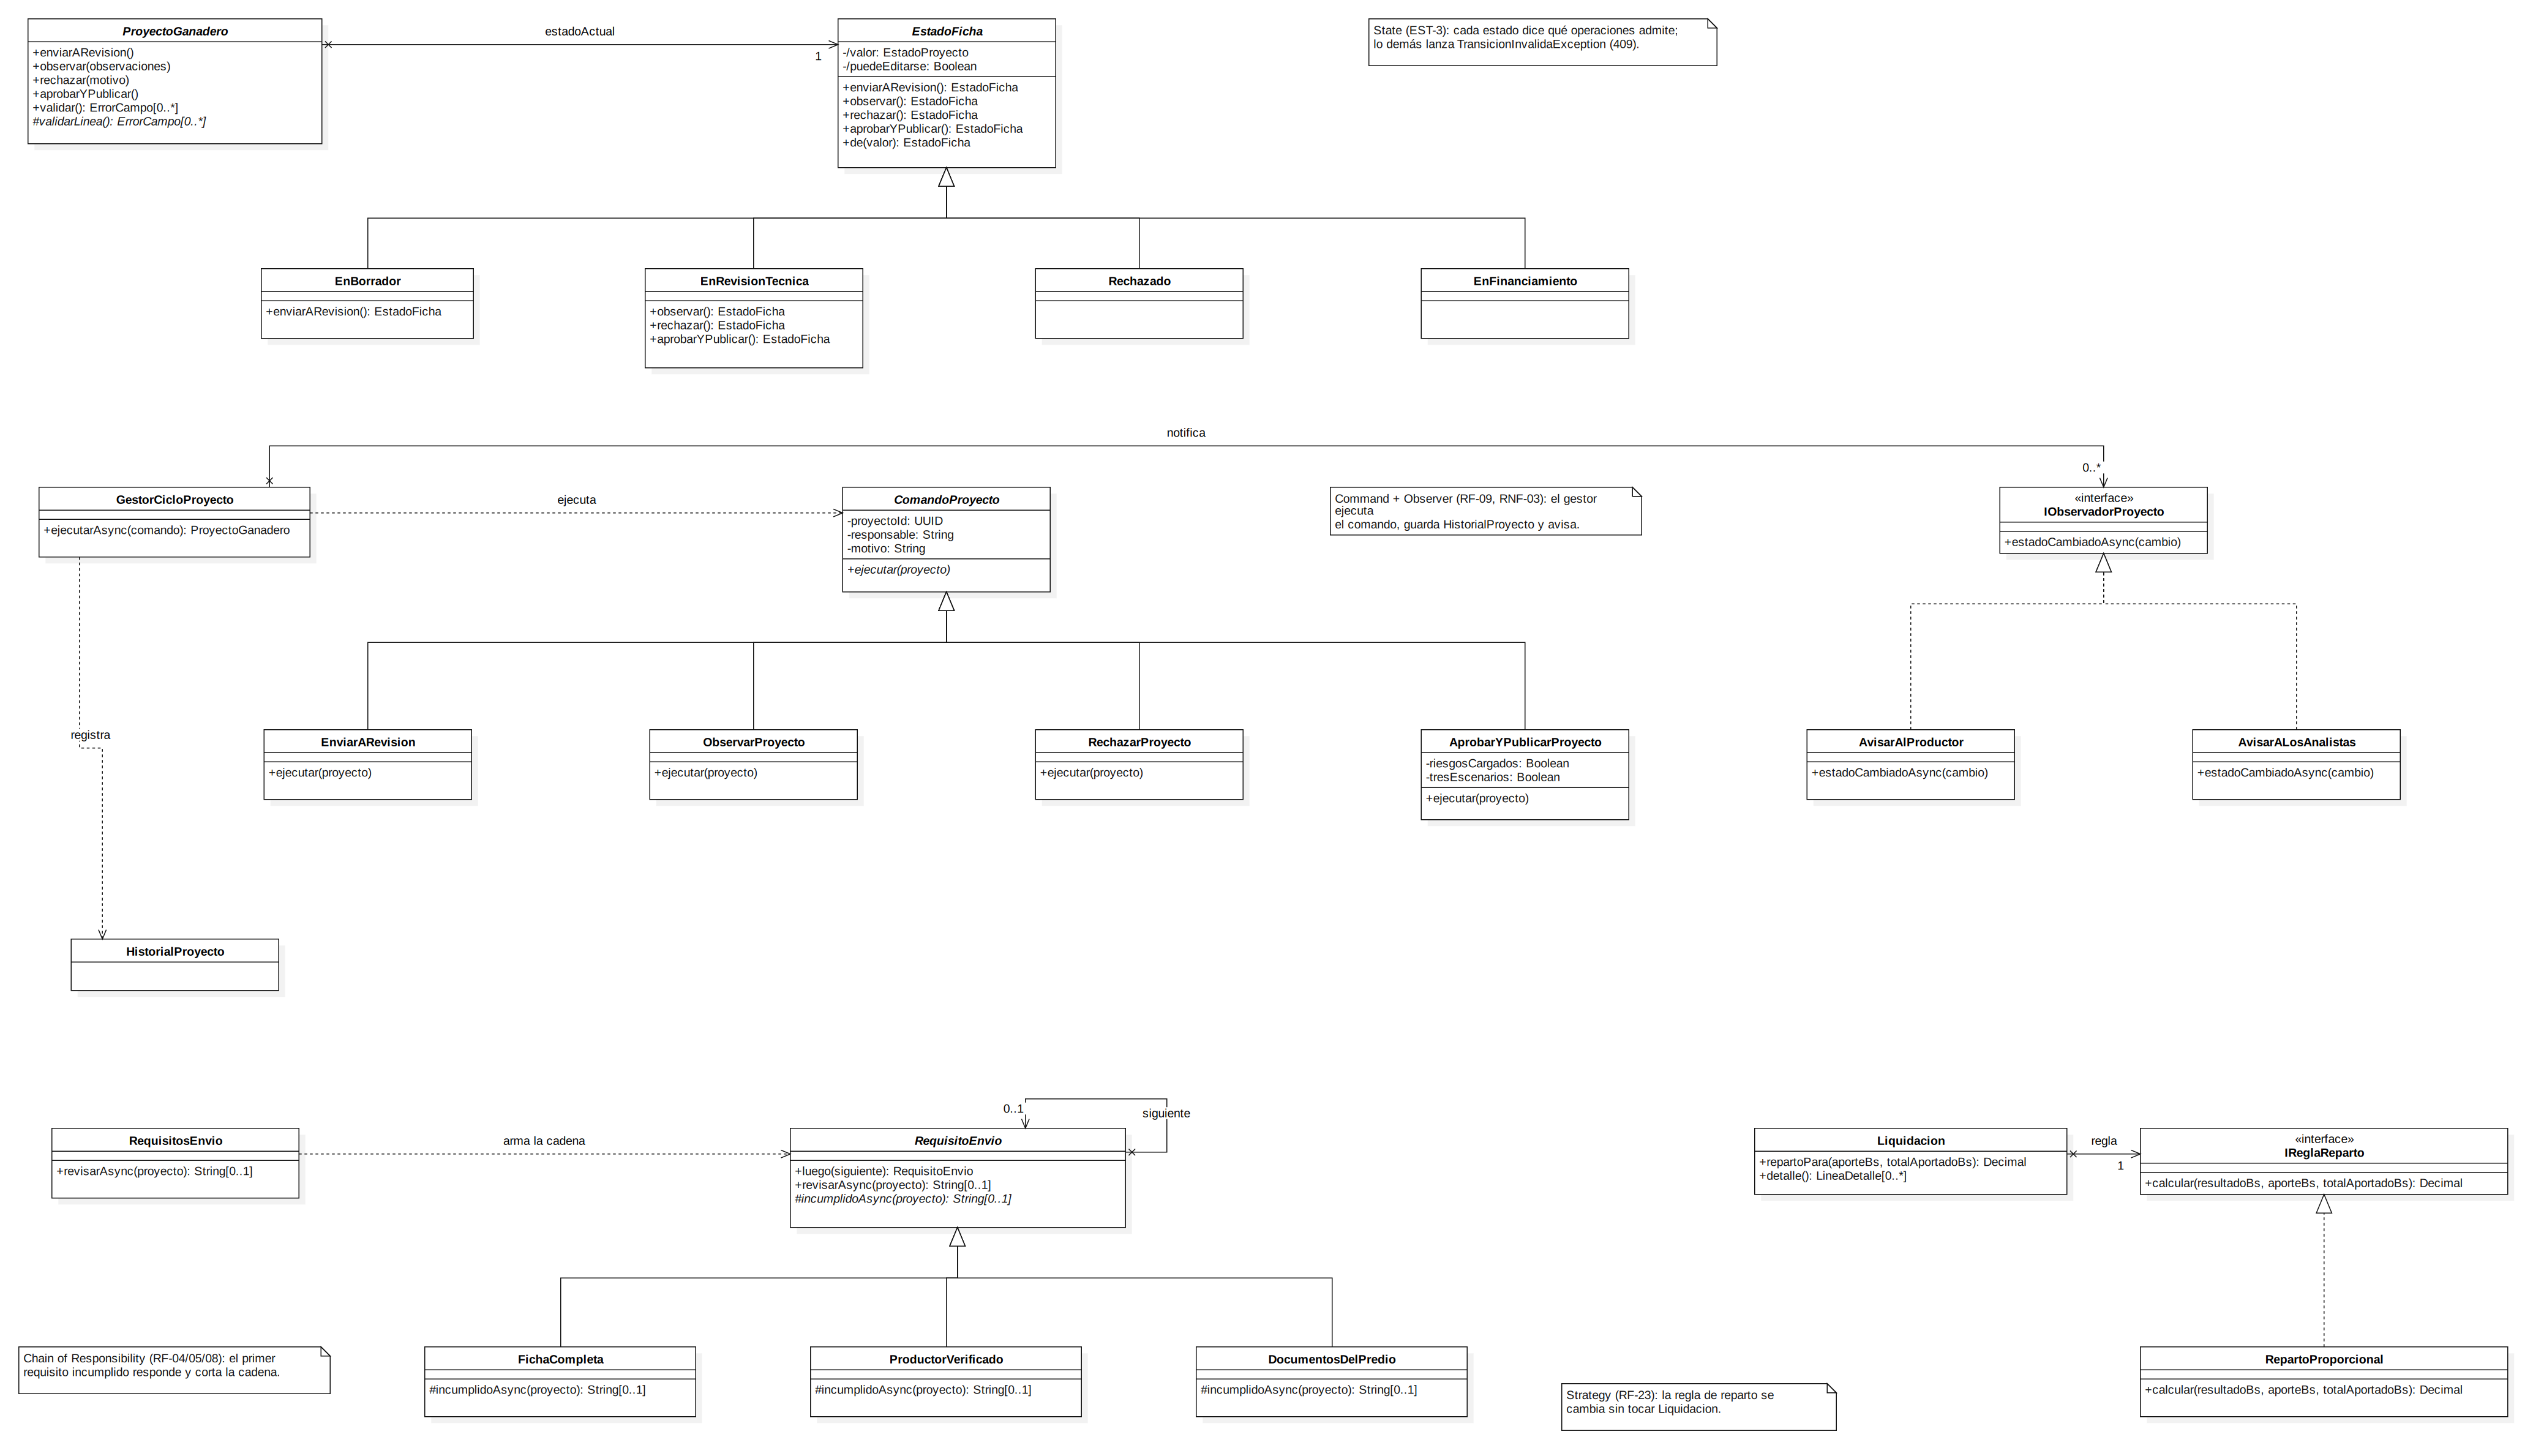 ProyectoGanadero
+enviarARevision()
+observar(observaciones)
+rechazar(motivo)
+aprobarYPublicar()
+validar(): ErrorCampo[0..*]
#validarLinea(): ErrorCampo[0..*]
estadoActual
1
EstadoFicha
-/valor: EstadoProyecto
-/puedeEditarse: Boolean
+enviarARevision(): EstadoFicha
+observar(): EstadoFicha
+rechazar(): EstadoFicha
+aprobarYPublicar(): EstadoFicha
+de(valor): EstadoFicha
State (EST-3): cada estado dice qué operaciones admite;
lo demás lanza TransicionInvalidaException (409).
EnBorrador
+enviarARevision(): EstadoFicha
EnRevisionTecnica
+observar(): EstadoFicha
+rechazar(): EstadoFicha
+aprobarYPublicar(): EstadoFicha
Rechazado
EnFinanciamiento
notifica
0..*
GestorCicloProyecto
+ejecutarAsync(comando): ProyectoGanadero
ejecuta
ComandoProyecto
-proyectoId: UUID
-responsable: String
-motivo: String
+ejecutar(proyecto)
Command + Observer (RF-09, RNF-03): el gestor
ejecuta
el comando, guarda HistorialProyecto y avisa.
«interface»
IObservadorProyecto
+estadoCambiadoAsync(cambio)
registra
EnviarARevision
+ejecutar(proyecto)
ObservarProyecto
+ejecutar(proyecto)
RechazarProyecto
+ejecutar(proyecto)
AprobarYPublicarProyecto
-riesgosCargados: Boolean
-tresEscenarios: Boolean
+ejecutar(proyecto)
AvisarAlProductor
+estadoCambiadoAsync(cambio)
AvisarALosAnalistas
+estadoCambiadoAsync(cambio)
HistorialProyecto
RequisitosEnvio
+revisarAsync(proyecto): String[0..1]
arma la cadena
0..1
siguiente
RequisitoEnvio
+luego(siguiente): RequisitoEnvio
+revisarAsync(proyecto): String[0..1]
#incumplidoAsync(proyecto): String[0..1]
Liquidacion
+repartoPara(aporteBs, totalAportadoBs): Decimal
+detalle(): LineaDetalle[0..*]
regla
1
«interface»
IReglaReparto
+calcular(resultadoBs, aporteBs, totalAportadoBs): Decimal
Chain of Responsibility (RF-04/05/08): el primer
requisito incumplido responde y corta la cadena.
FichaCompleta
#incumplidoAsync(proyecto): String[0..1]
ProductorVerificado
#incumplidoAsync(proyecto): String[0..1]
DocumentosDelPredio
#incumplidoAsync(proyecto): String[0..1]
Strategy (RF-23): la regla de reparto se
cambia sin tocar Liquidacion.
RepartoProporcional
+calcular(resultadoBs, aporteBs, totalAportadoBs): Decimal